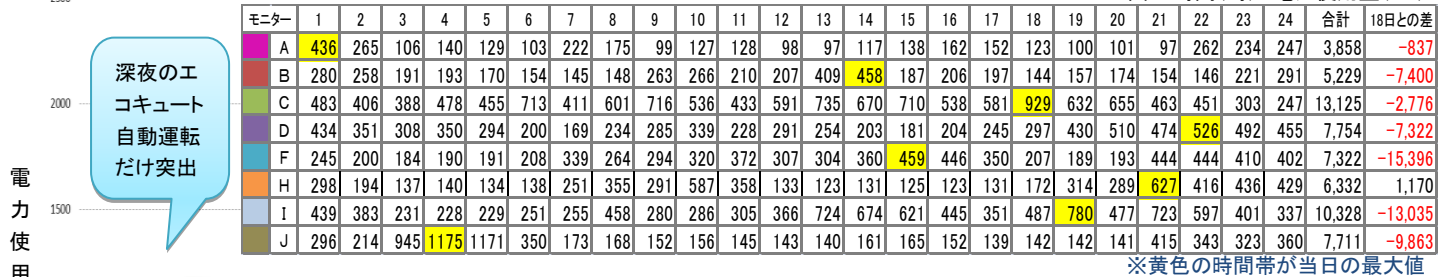 モニター 1 2 3 4 5 6 7 8 9 10 11 12 13 14 15 16 17 18 19 20 21 22 23 24 合計 18日との差
A 436 265 106 140 129 103 222 175 99 127 128 98 97 117 138 162 152 123 100 101 97 262 234 247 3,858 -837
B 280 258 191 193 170 154 145 148 263 266 210 207 409 458 187 206 197 144 157 174 154 146 221 291 5,229 -7,400
C 483 406 388 478 455 713 411 601 716 536 433 591 735 670 710 538 581 929 632 655 463 451 303 247 13,125 -2,776
D 434 351 308 350 294 200 169 234 285 339 228 291 254 203 181 204 245 297 430 510 474 526 492 455 7,754 -7,322
F 245 200 184 190 191 208 339 264 294 320 372 307 304 360 459 446 350 207 189 193 444 444 410 402 7,322 -15,396
H 298 194 137 140 134 138 251 355 291 587 358 133 123 131 125 123 131 172 314 289 627 416 436 429 6,332 1,170
I 439 383 231 228 229 251 255 458 280 286 305 366 724 674 621 445 351 487 780 477 723 597 401 337 10,328 -13,035
J 296 214 945 1175 1171 350 173 168 152 156 145 143 140 161 165 152 139 142 142 141 415 343 323 360 7,711 -9,863
※黄色の時間帯が当日の最大値
深夜のエ
コキュート
自動運転
だけ突出
2000
1500
電力使用